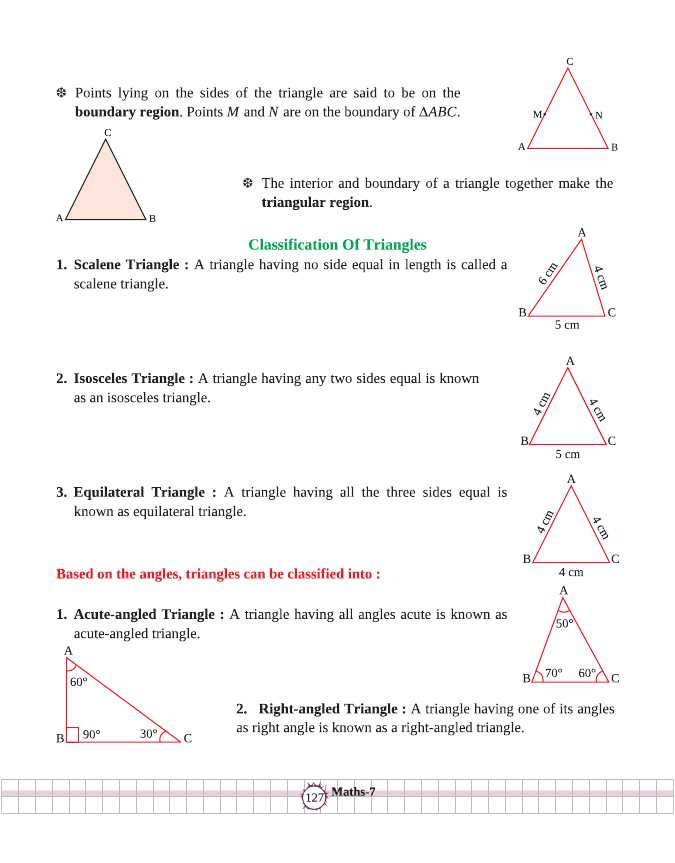 ❆ Points lying on the sides of the triangle are said to be on the
boundary region. Points M and N are on the boundary of ΔABC.
C
M
N
A
B
C
A
B
❆ The interior and boundary of a triangle together make the
triangular region.
Classification Of Triangles
1. Scalene Triangle : A triangle having no side equal in length is called a
scalene triangle.
A
6 cm
4 cm
B
C
5 cm
2. Isosceles Triangle : A triangle having any two sides equal is known
as an isosceles triangle.
A
4 cm
4 cm
B
C
5 cm
3. Equilateral Triangle : A triangle having all the three sides equal is
known as equilateral triangle.
A
4 cm
4 cm
B
C
4 cm
Based on the angles, triangles can be classified into :
1. Acute-angled Triangle : A triangle having all angles acute is known as
acute-angled triangle.
A
50°
B
70°
60°
C
A
60°
B
90°
30°
C
2. Right-angled Triangle : A triangle having one of its angles
as right angle is known as a right-angled triangle.
127
Maths-7